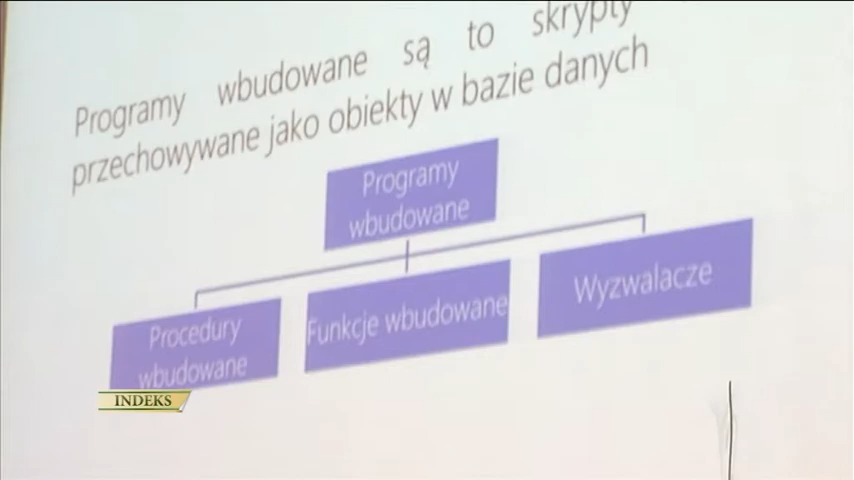 Programy wbudowane są to skrypty
przechowywane jako obiekty w bazie danych
Programy
wbudowane
Procedury
wbudowane
Funkcje wbudowane
Wyzwalacze
INDEKS